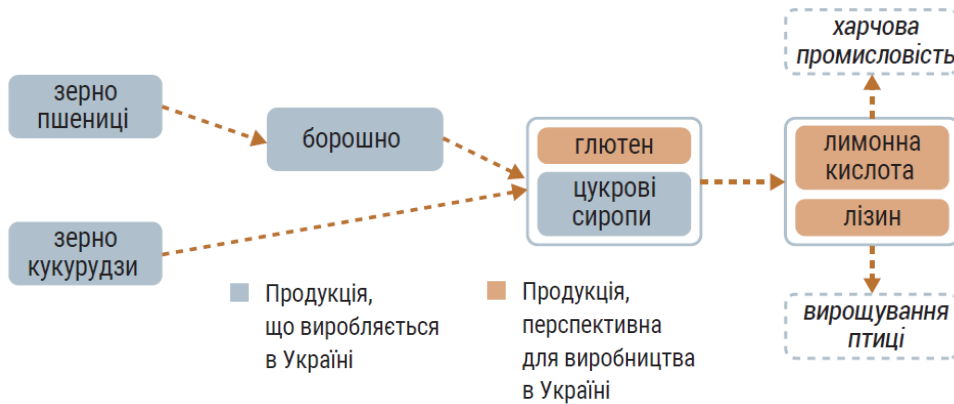 харчова
промисловість
зерно
пшениці
борошно
глютен
цукрові
сиропи
лимонна
кислота
лізин
зерно
кукурудзи
Продукція,
що виробляється
в Україні
Продукція,
перспективна
для виробництва
в Україні
вирощування
птиці